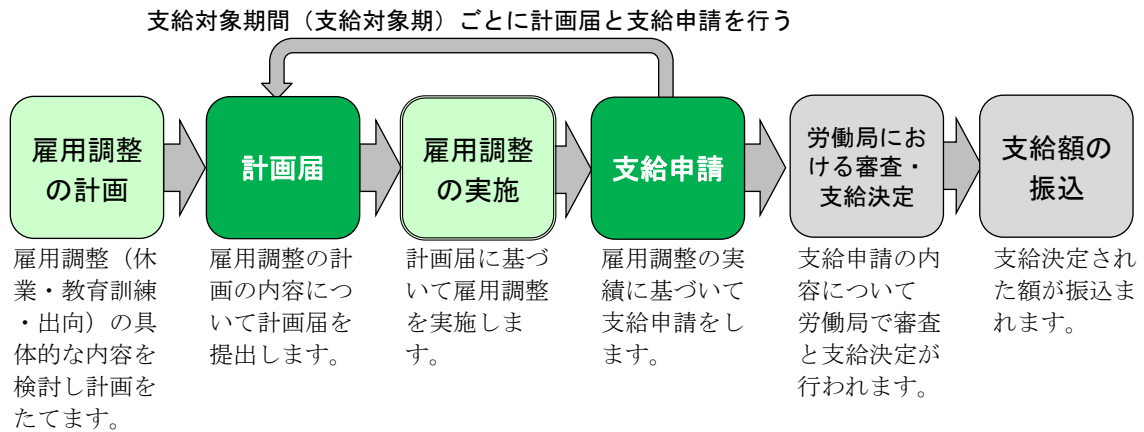 支給対象期間（支給対象期）ごとに計画届と支給申請を行う
雇用調整
の計画
計画届
雇用調整
の実施
支給申請
労働局にお
ける審査・
支給決定
支給額の
振込
雇用調整（休
業・教育訓練
・出向）の具
体的な内容を
検討し計画を
たてます。
雇用調整の計
画の内容につ
いて計画届を
提出します。
計画届に基づ
いて雇用調整
を実施しま
す。
雇用調整の実
績に基づいて
支給申請をし
ます。
支給申請の内
容について
労働局で審査
と支給決定が
行われます。
支給決定され
た額が振込ま
れます。